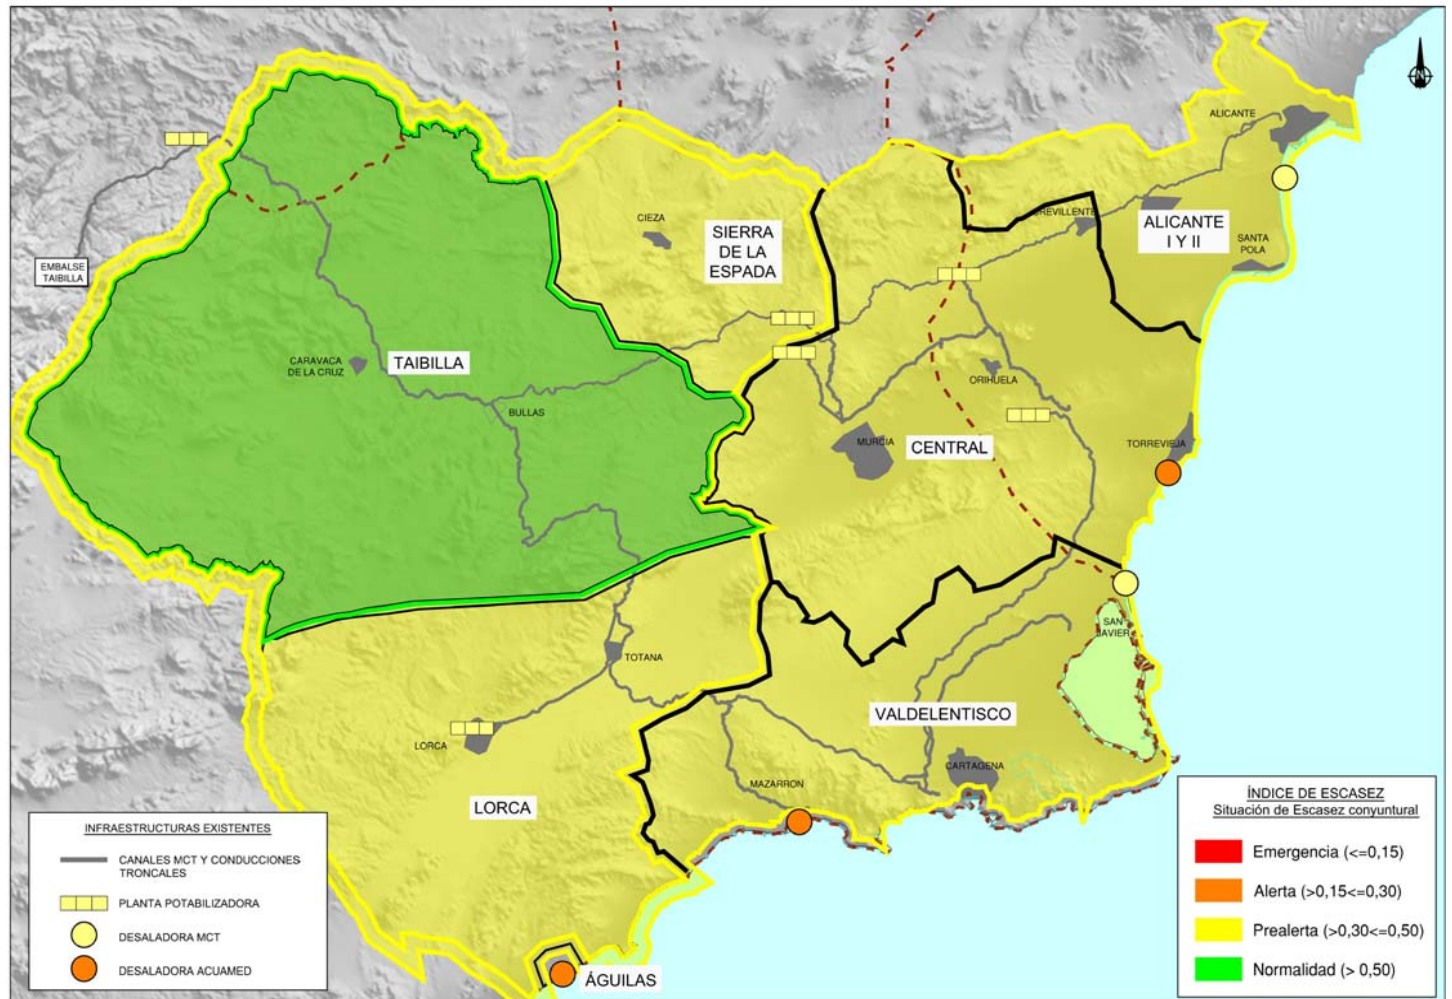 N
ALICANTE
CIEZA
SIERRA
DE LA
ESPADA
CREVILLENTE
ALICANTE
I Y II
SANTA
POLA
EMBALSE
TAIBILLA
CARAVACA
DE LA CRUZ
TAIBILLA
BULLAS
ORIHUELA
MURCIA
CENTRAL
TORREVIEJA
SAN
JAVIER
TOTANA
VALDELENTISCO
LORCA
CARTAGENA
MAZARRON
LORCA
ÁGUILAS
INFRAESTRUCTURAS EXISTENTES
CANALES MCT Y CONDUCCIONES
TRONCALES
PLANTA POTABILIZADORA
DESALADORA MCT
DESALADORA ACUAMED
ÍNDICE DE ESCASEZ
Situación de Escasez conyuntural
Emergencia (<=0,15)
Alerta (>0,15<=0,30)
Prealerta (>0,30<=0,50)
Normalidad (> 0,50)